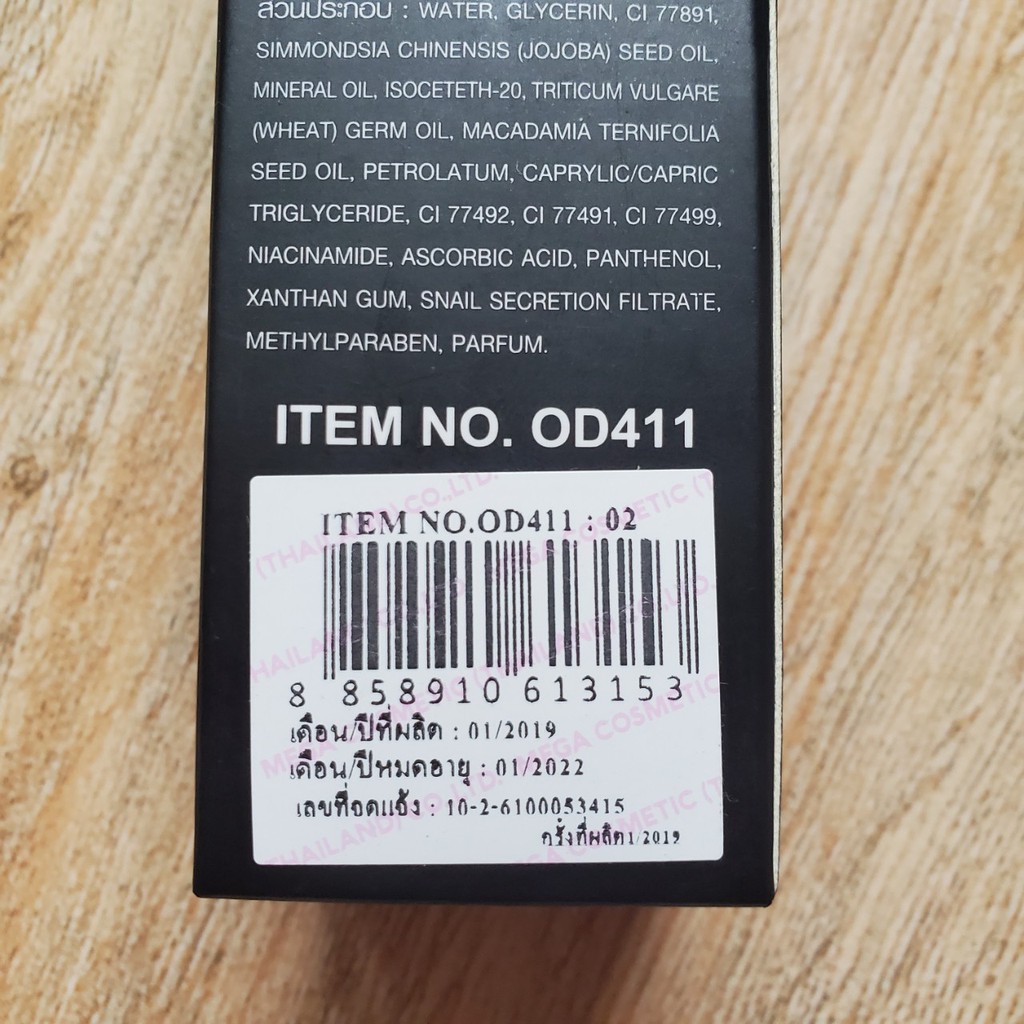 ส่วนประกอบ : WATER, GLYCERIN, CI 77891,
SIMMONDSIA CHINENSIS (JOJOBA) SEED OIL,
MINERAL OIL, ISOCETETH-20, TRITICUM VULGARE
(WHEAT) GERM OIL, MACADAMIA TERNIFOLIA
SEED OIL, PETROLATUM, CAPRYLIC/CAPRIC
TRIGLYCERIDE, CI 77492, CI 77491, CI 77499,
NIACINAMIDE, ASCORBIC ACID, PANTHENOL,
XANTHAN GUM, SNAIL SECRETION FILTRATE,
METHYLPARABEN, PARFUM.
ITEM NO. OD411
ITEM NO.OD411 : 02
8 858910 613153
เดือน/ปีที่ผลิต : 01/2019
เดือน/ปีหมดอายุ : 01/2022
เลขที่จดแจ้ง : 10-2-6100053415
ครั้งที่ผลิต1/2019